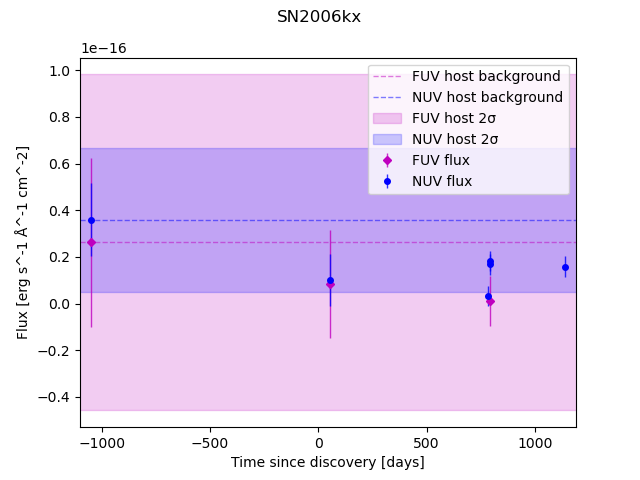 SN2006kx
1e−16
FUV host background
NUV host background
FUV host 2σ
NUV host 2σ
FUV flux
NUV flux
1.0
0.8
0.6
0.4
0.2
0.0
−0.2
−0.4
Flux [erg s^-1 Å^-1 cm^-2]
−1000
−500
0
500
1000
Time since discovery [days]